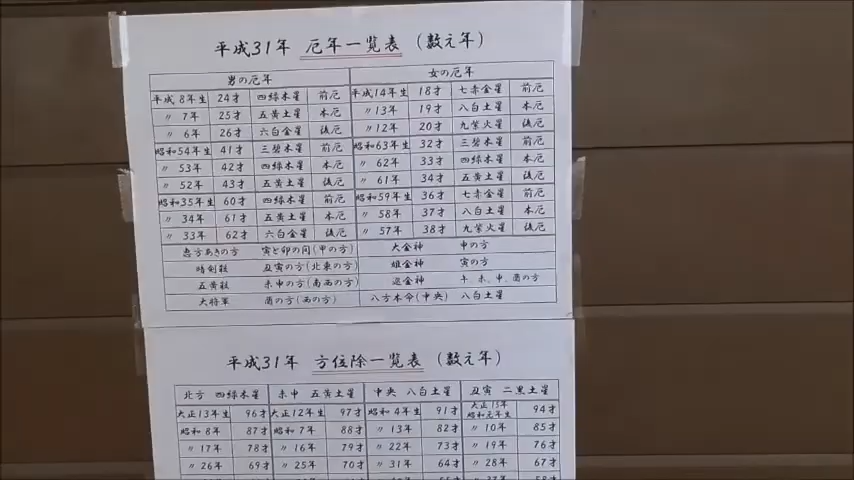 平成31年 厄年一覧表 (数え年)
男の厄年 女の厄年
平成8年生 24才 四緑木星 前厄 平成14年生 18才 七赤金星 前厄
〃7年 25才 五黄土星 本厄 〃13年 19才 八白土星 本厄
〃6年 26才 六白金星 後厄 〃12年 20才 九紫火星 後厄
昭和54年生 41才 三碧木星 前厄 昭和63年生 32才 三碧木星 前厄
〃53年 42才 四緑木星 本厄 〃62年 33才 四緑木星 本厄
〃52年 43才 五黄土星 後厄 〃61年 34才 五黄土星 後厄
昭和35年生 60才 四緑木星 前厄 昭和59年生 36才 七赤金星 前厄
〃34年 61才 五黄土星 本厄 〃58年 37才 八白土星 本厄
〃33年 62才 六白金星 後厄 〃57年 38才 九紫火星 後厄
恵方あきの方 寅と卯の間(甲の方) 大金神 申の方
暗剣殺 丑寅の方(北東の方) 姫金神 寅の方
五黄殺 未申の方(南西の方) 巡金神 午、未、申、酉の方
大将軍 酉の方(西の方) 八方本命(中央) 八白土星
平成31年 方位除一覧表 (数え年)
北方 四緑木星 未申 五黄土星 中央 八白土星 丑寅 二黒土星
大正13年生 96才 大正12年生 97才 昭和4年生 91才 大正15年 昭和元年生 94才
昭和8年 87才 昭和7年 88才 〃13年 82才 〃10年 85才
〃17年 78才 〃16年 79才 〃22年 73才 〃19年 76才
〃26年 69才 〃25年 70才 〃31年 64才 〃28年 67才